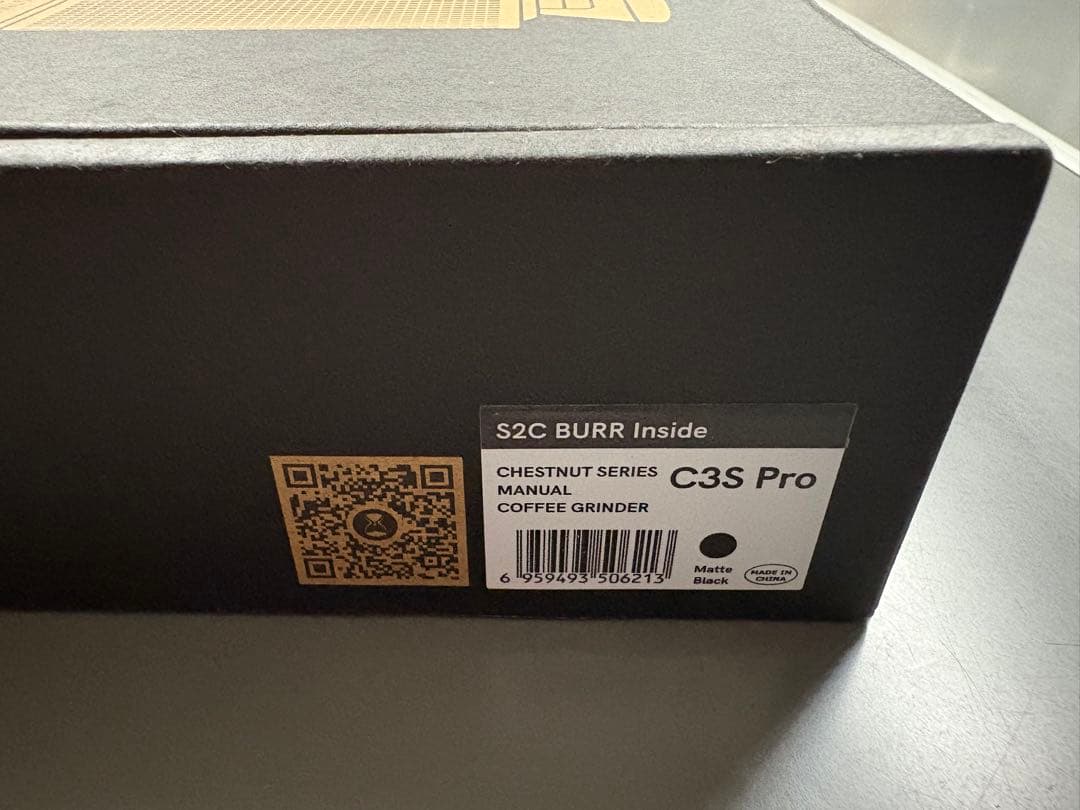 S2C BURR Inside
CHESTNUT SERIES
MANUAL
COFFEE GRINDER
C3S Pro
6 959493 506213
Matte
Black
MADE IN
CHINA